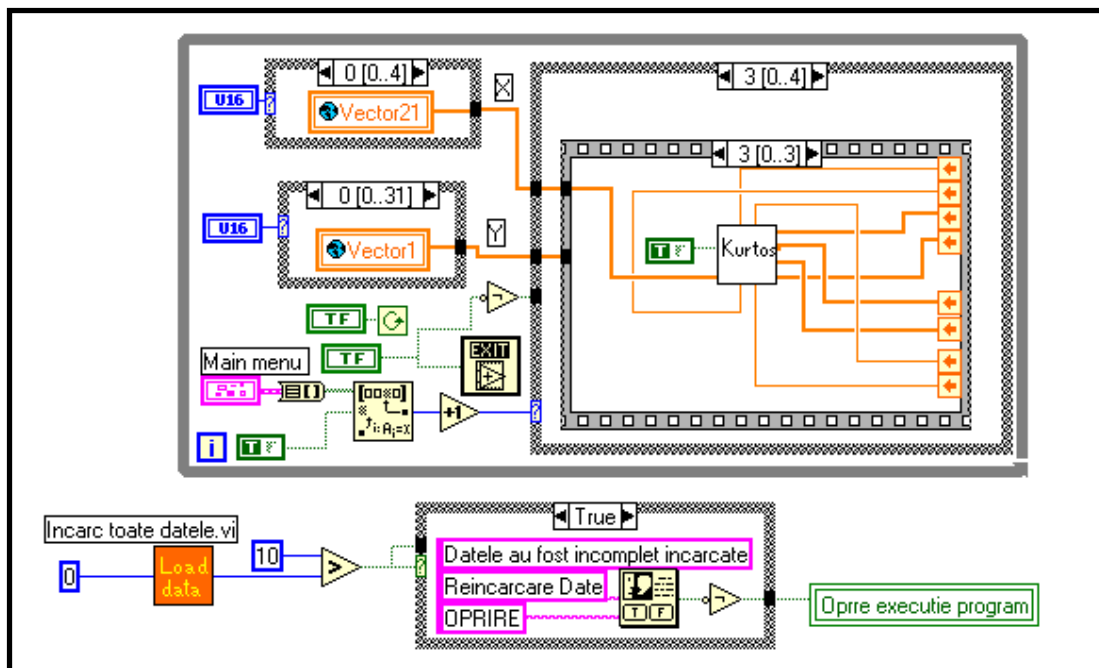 0 [0..4]
U16
Vector21
X
3 [0..4]
3 [0..3]
0 [0..31]
U16
Vector1
Y
T
Kurtos
TF
TF
EXIT
Main menu
i: Ai=x
+1
i
T
Incarc toate datele.vi
True
10
Datele au fost incomplet incarcate
0
Load
data
>
?
Reincarcare Date
OPRIRE
T F
Oprre executie program